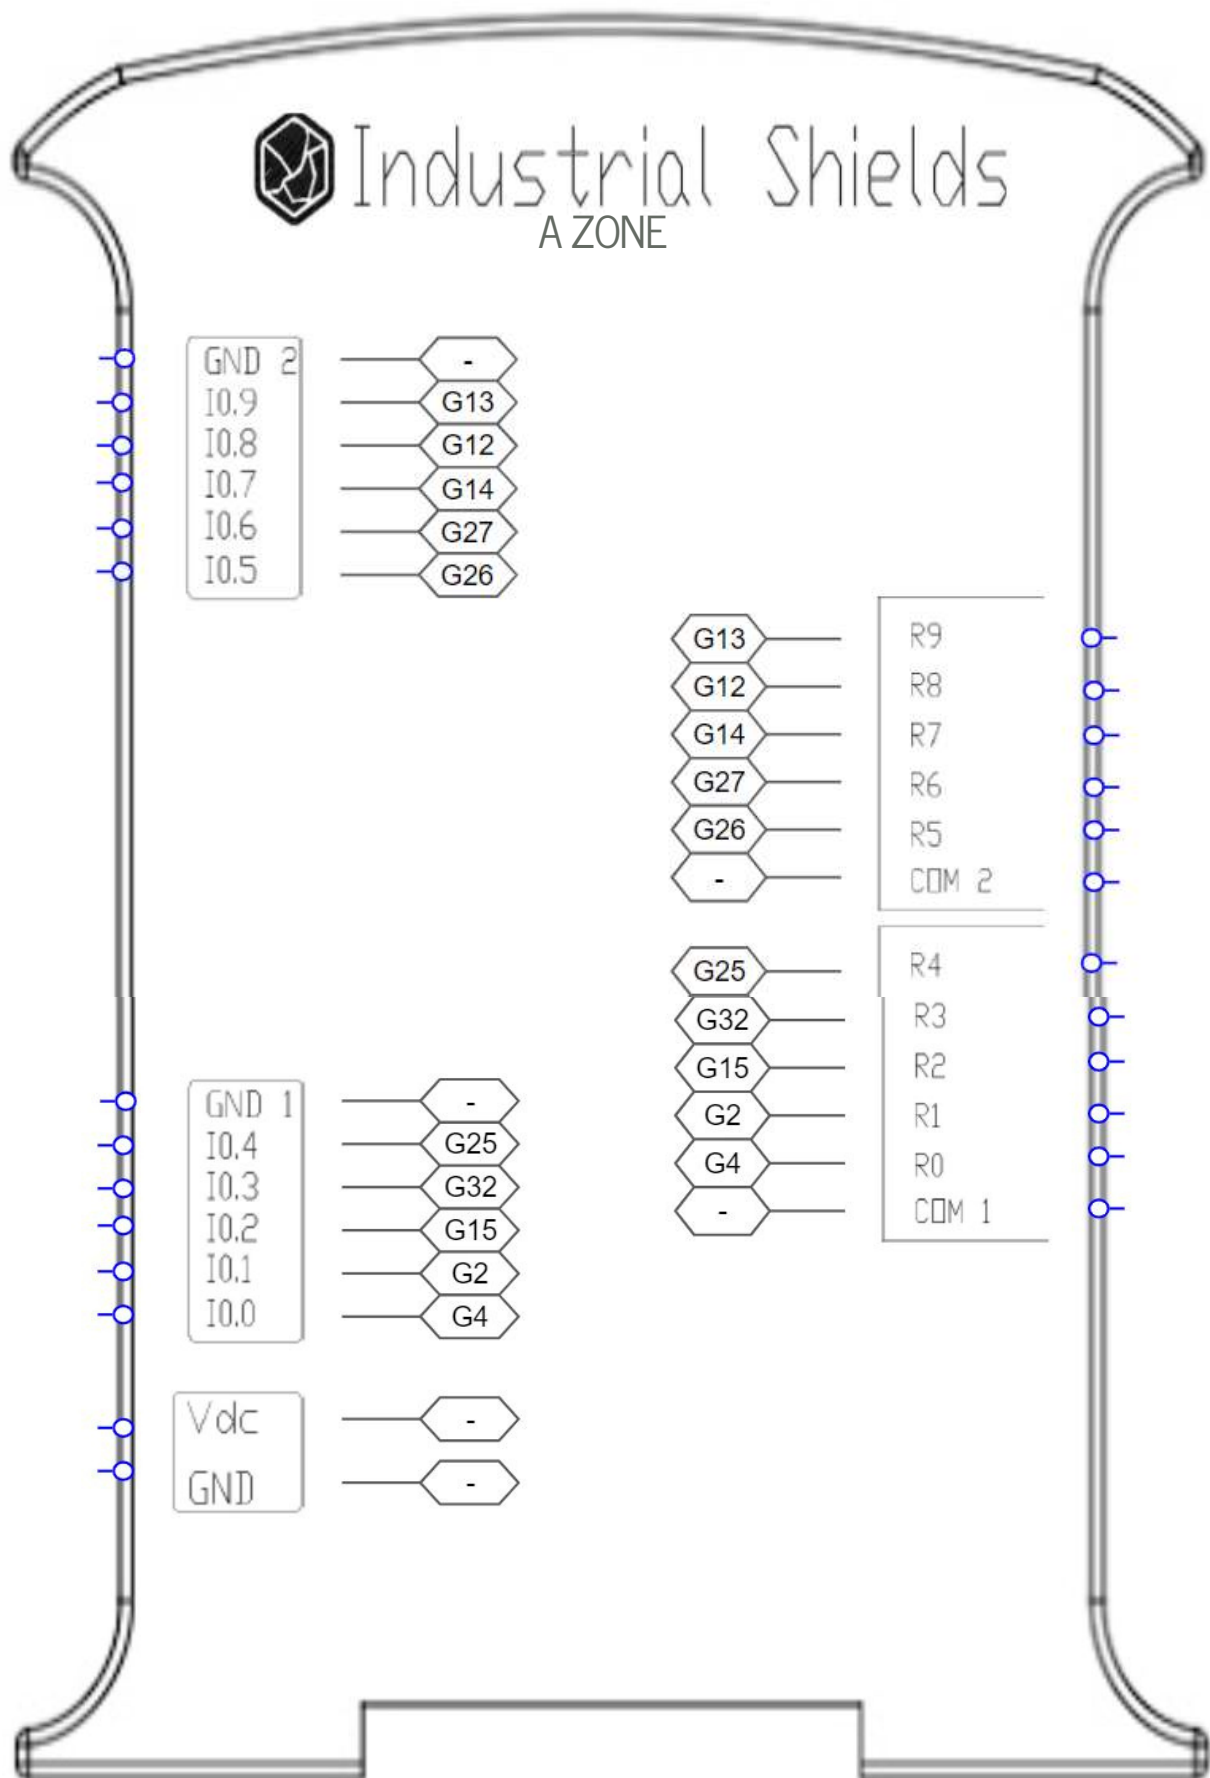 Industrial Shields
A ZONE
GND 2 -
I0.9 G13
I0.8 G12
I0.7 G14
I0.6 G27
I0.5 G26
G13 R9
G12 R8
G14 R7
G27 R6
G26 R5
- COM 2
G25 R4
G32 R3
G15 R2
G2 R1
G4 R0
- COM 1
GND 1 -
I0.4 G25
I0.3 G32
I0.2 G15
I0.1 G2
I0.0 G4
Vdc -
GND -